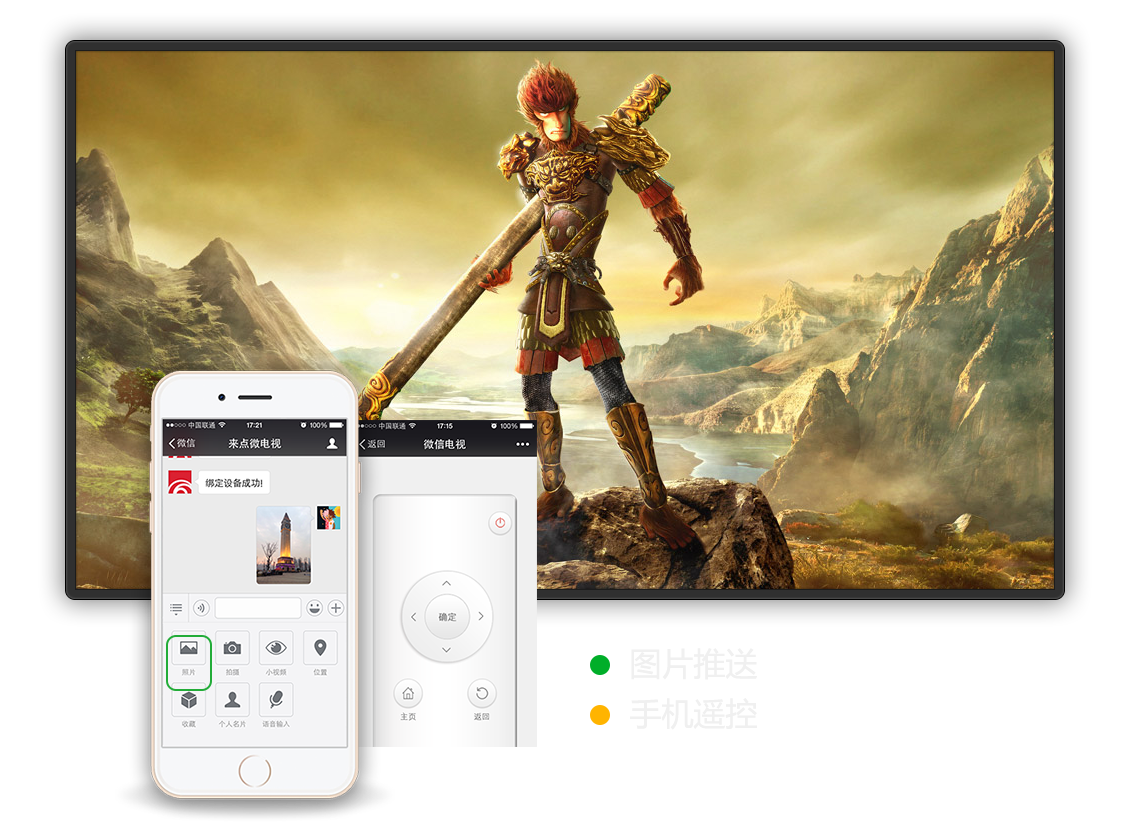 中国联通 17:21 100%
微信 来点微电视
绑定设备成功!
照片 拍摄 小视频 位置
收藏 个人名片 语音输入
中国联通 17:15 100%
返回 微信电视
确定
主页 返回
图片推送
手机遥控